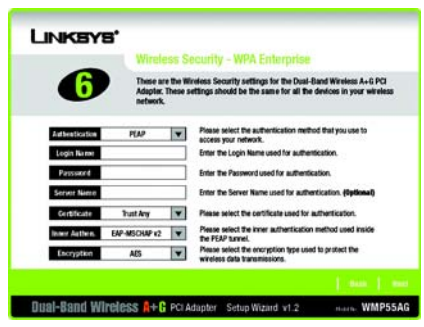 LINKSYS®
Wireless Security - WPA Enterprise
6
These are the Wireless Security settings for the Dual-Band Wireless A+G PCI
Adapter. These settings should be the same for all the devices in your wireless
network.
Authentication PEAP Please select the authentication method that you use to
access your network.
Login Name Enter the Login Name used for authentication.
Password Enter the Password used for authentication.
Server Name Enter the Server Name used for authentication. (Optional)
Certificate Trust Any Please select the certificate used for authentication.
Inner Authen. EAP-MSCHAP v2 Please select the inner authentication method used inside
the PEAP tunnel.
Encryption AES Please select the encryption type used to protect the
wireless data transmissions.
Back Next
Dual-Band Wireless A+G PCI Adapter Setup Wizard v1.2 Model No. WMP55AG